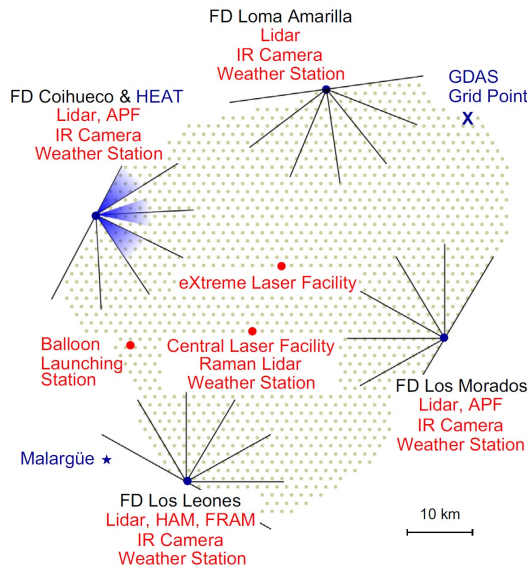 FD Loma Amarilla
Lidar
IR Camera
Weather Station
GDAS
Grid Point
X
FD Coihueco & HEAT
Lidar, APF
IR Camera
Weather Station
eXtreme Laser Facility
Balloon
Launching
Station
Central Laser Facility
Raman Lidar
Weather Station
FD Los Morados
Lidar, APF
IR Camera
Weather Station
Malargüe
FD Los Leones
Lidar, HAM, FRAM
IR Camera
Weather Station
10 km